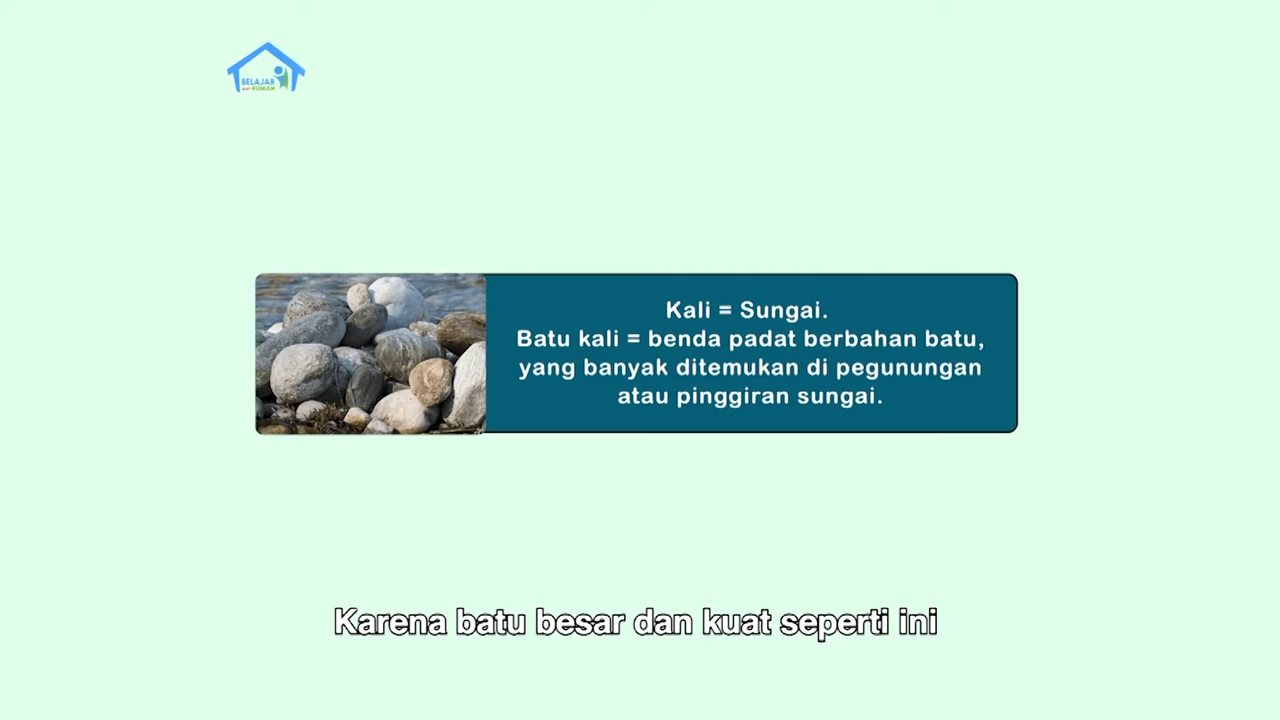 BELAJAR
RUMAH
Kali = Sungai.
Batu kali = benda padat berbahan batu,
yang banyak ditemukan di pegunungan
atau pinggiran sungai.
Karena batu besar dan kuat seperti ini